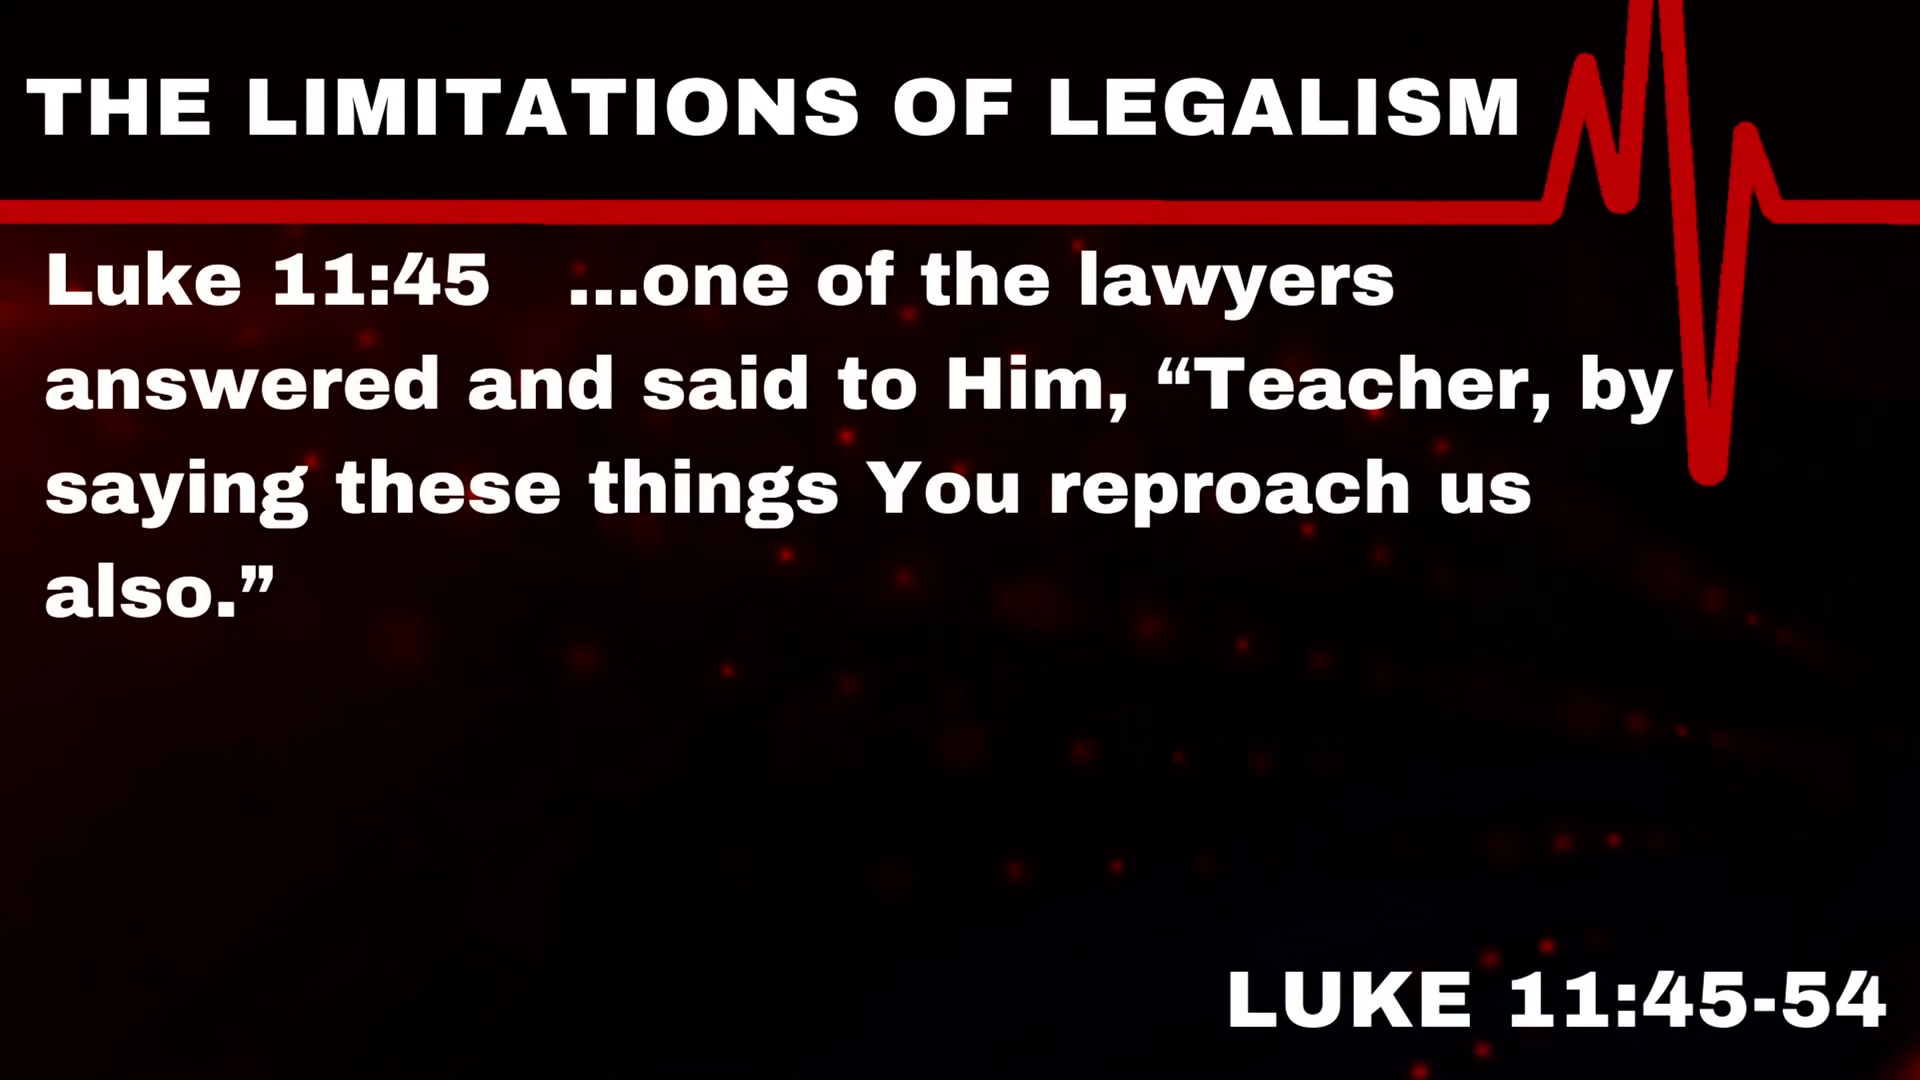 THE LIMITATIONS OF LEGALISM
Luke 11:45 ...one of the lawyers
answered and said to Him, “Teacher, by
saying these things You reproach us
also.”
LUKE 11:45-54